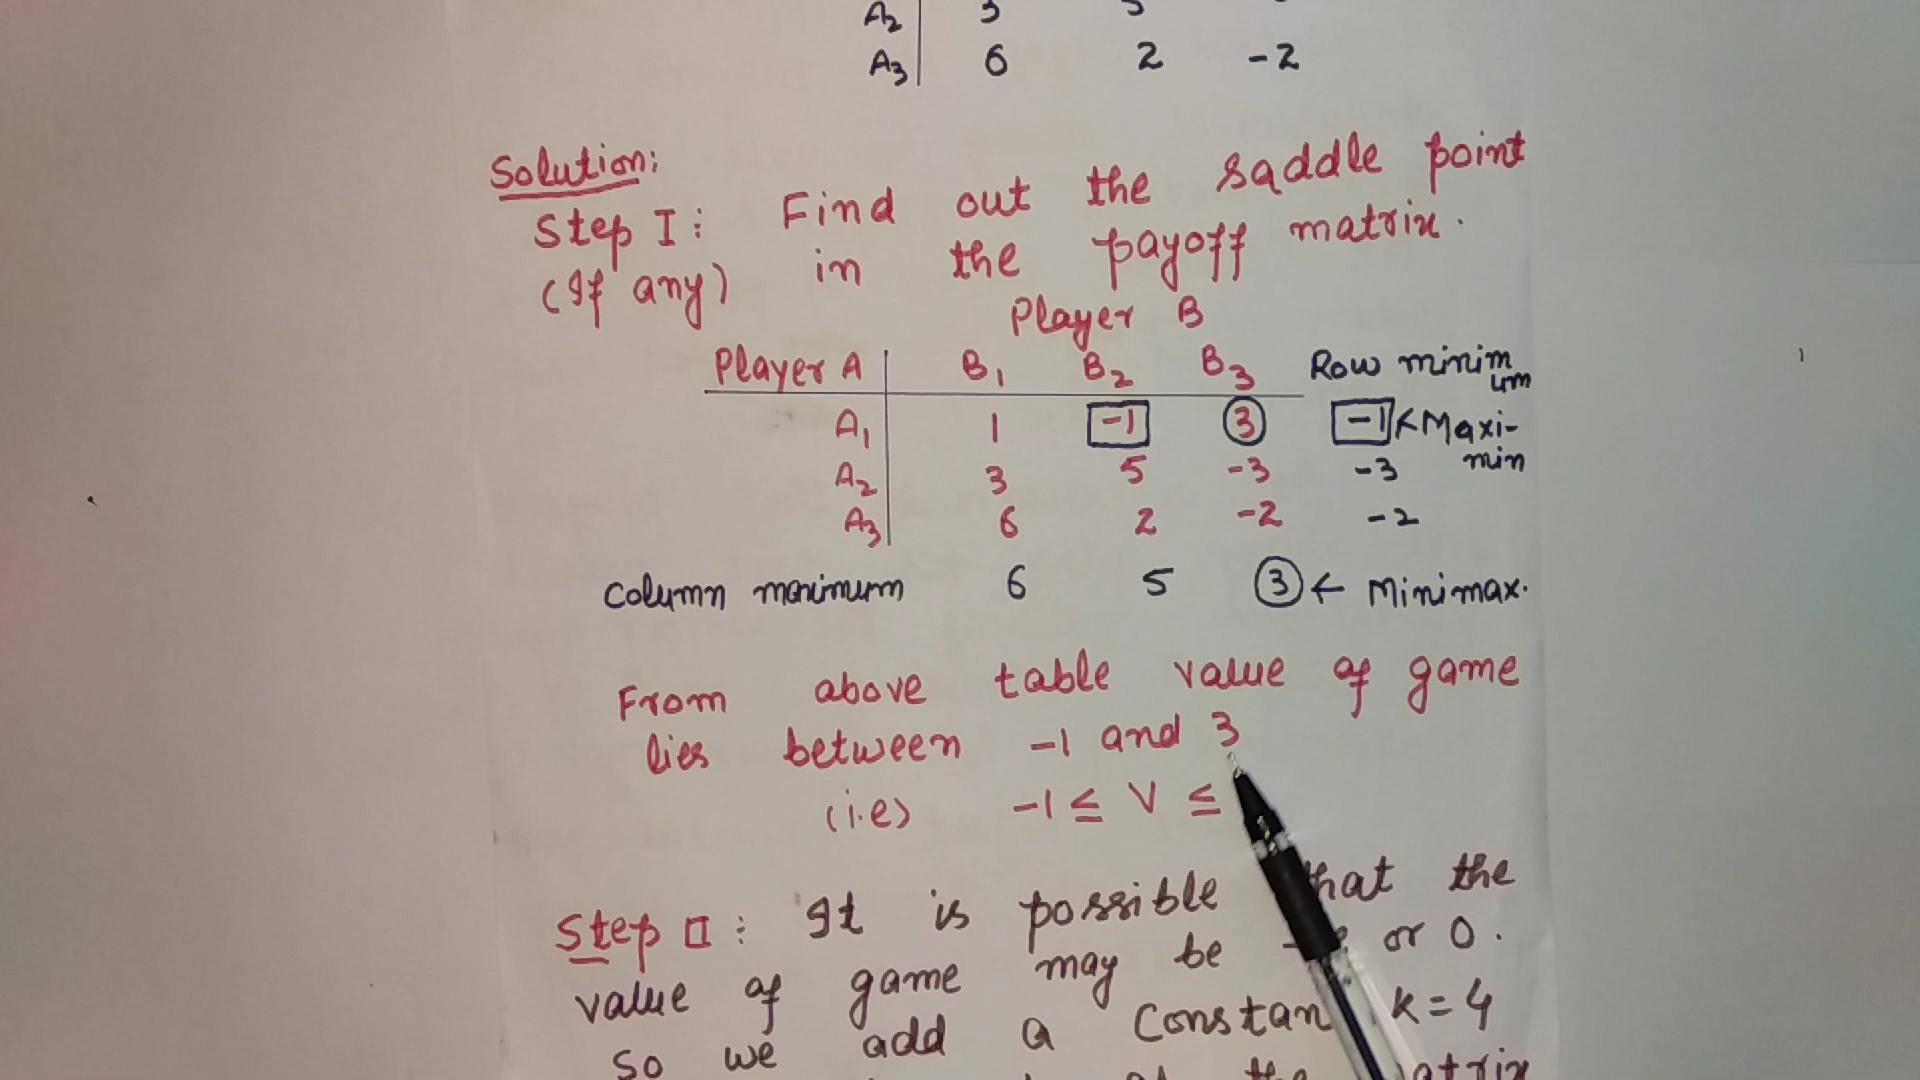 A2 3
A3 6 2 -2
Solution:
Step I: Find out the saddle point
(If any) in the payoff matrix.
Player B
Player A B1 B2 B3 Row minimum
A1 1 -1 3 -1 < Maximin
A2 3 5 -3 -3
A3 6 2 -2 -2
Column maximum 6 5 3 ← Minimax.
From above table value of game
lies between -1 and 3
(i.e) -1 ≤ V ≤
Step II: It is possible that the
value of game may be or 0.
So we add a Constant k = 4
the matrix